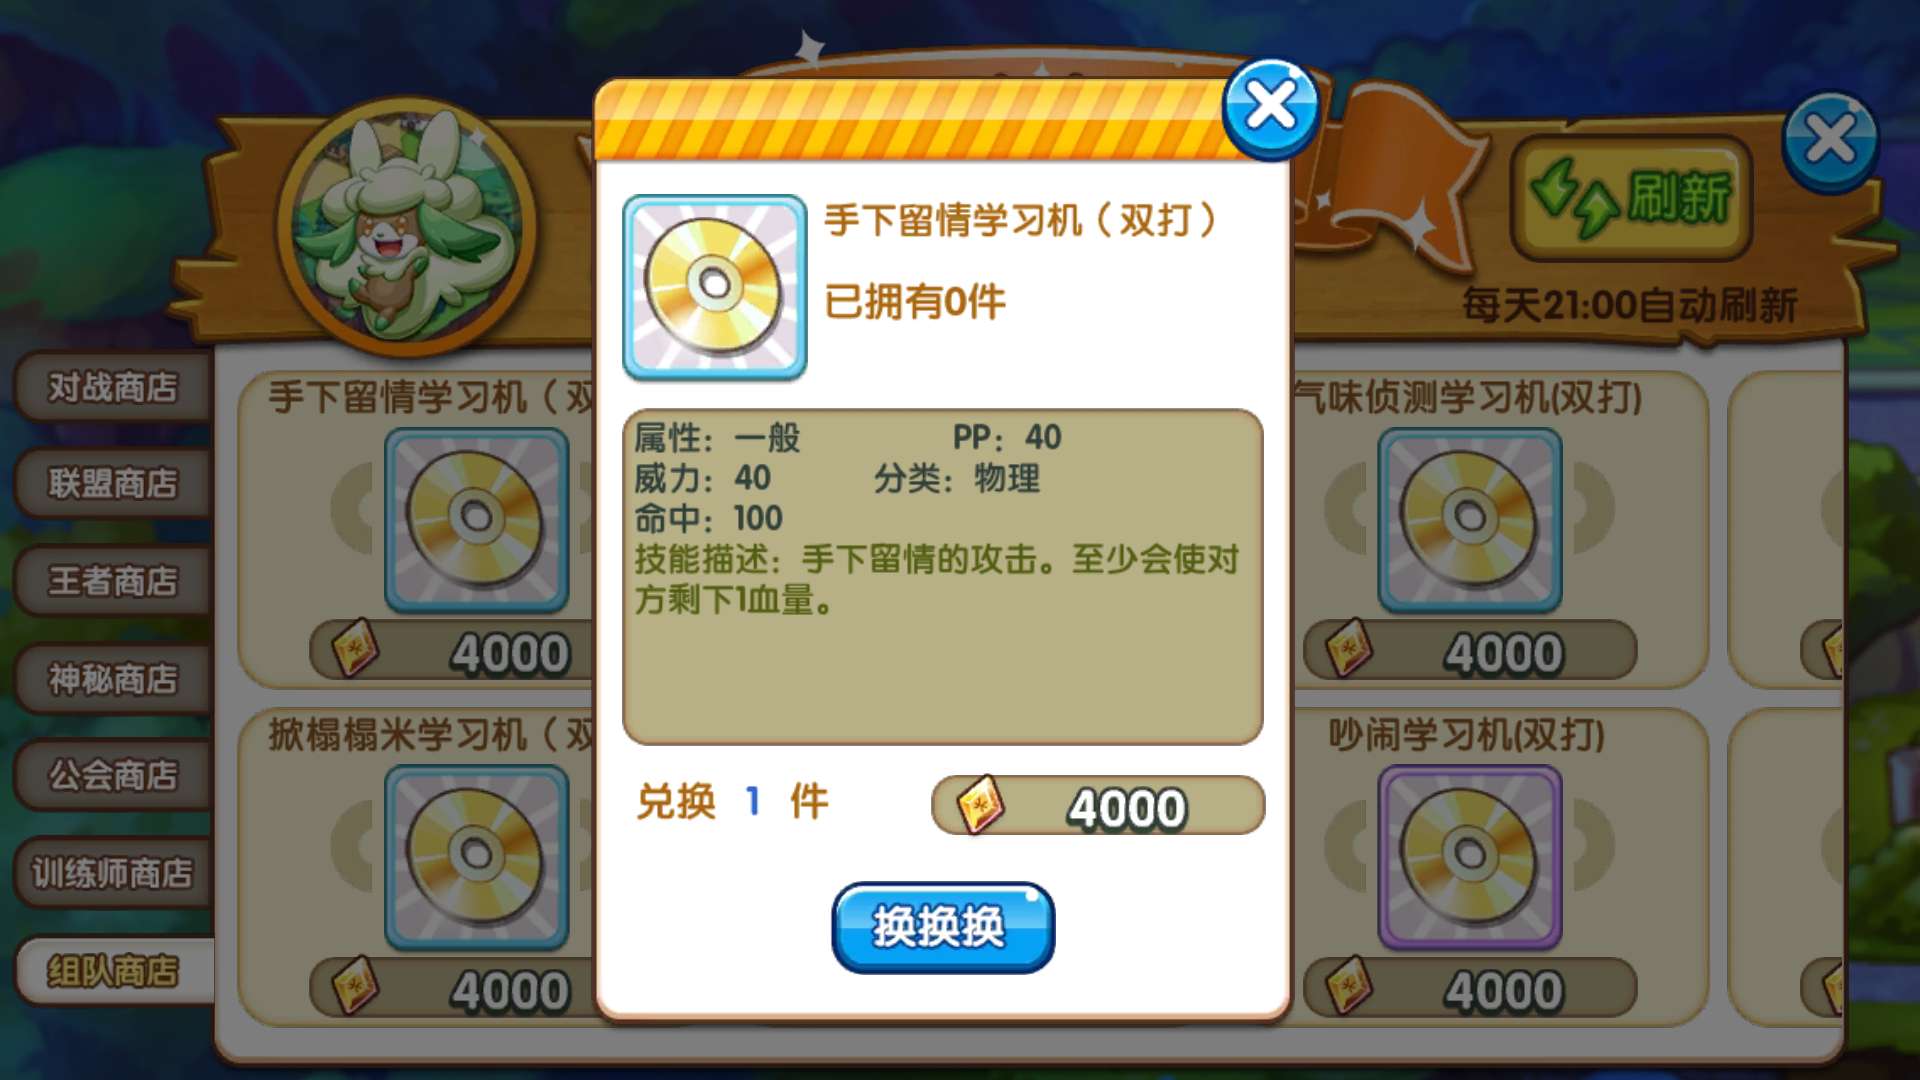 刷新
每天21:00自动刷新
对战商店
联盟商店
王者商店
神秘商店
公会商店
训练师商店
组队商店
手下留情学习机（双打）
已拥有0件
属性：一般 PP：40
威力：40 分类：物理
命中：100
技能描述：手下留情的攻击。至少会使对
方剩下1血量。
兑换 1 件 4000
换换换
手下留情学习机（双
4000
气味侦测学习机(双打)
4000
掀榻榻米学习机（双
4000
吵闹学习机(双打)
4000